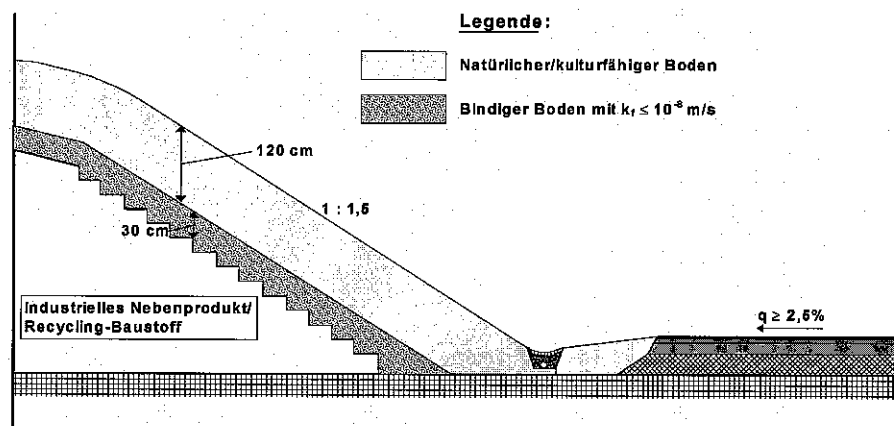 Legende:
Natürlicher/kulturfähiger Boden
Bindiger Boden mit kf ≤ 10⁻⁸ m/s
120 cm
1 : 1,5
30 cm
Industrielles Nebenprodukt/
Recycling-Baustoff
q ≥ 2,5%